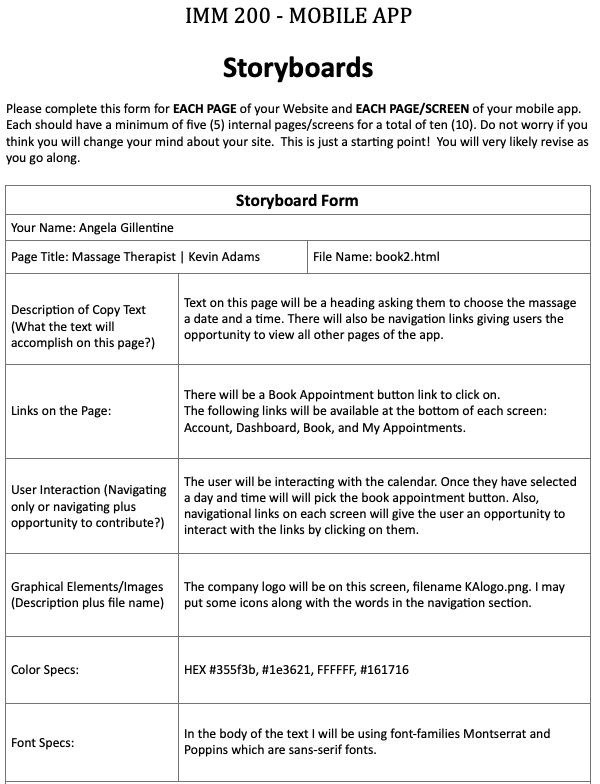 IMM 200 - MOBILE APP
Storyboards
Please complete this form for EACH PAGE of your Website and EACH PAGE/SCREEN of your mobile app.
Each should have a minimum of five (5) internal pages/screens for a total of ten (10). Do not worry if you
think you will change your mind about your site.  This is just a starting point!  You will very likely revise as
you go along.
Storyboard Form
Your Name: Angela Gillentine
Page Title: Massage Therapist | Kevin Adams
File Name: book2.html
Description of Copy Text
(What the text will
accomplish on this page?)
Text on this page will be a heading asking them to choose the massage
a date and a time. There will also be navigation links giving users the
opportunity to view all other pages of the app.
Links on the Page:
There will be a Book Appointment button link to click on.
The following links will be available at the bottom of each screen:
Account, Dashboard, Book, and My Appointments.
User Interaction (Navigating
only or navigating plus
opportunity to contribute?)
The user will be interacting with the calendar. Once they have selected
a day and time will will pick the book appointment button. Also,
navigational links on each screen will give the user an opportunity to
interact with the links by clicking on them.
Graphical Elements/Images
(Description plus file name)
The company logo will be on this screen, filename KAlogo.png. I may
put some icons along with the words in the navigation section.
Color Specs:
HEX #355f3b, #1e3621, FFFFFF, #161716
Font Specs:
In the body of the text I will be using font-families Montserrat and
Poppins which are sans-serif fonts.